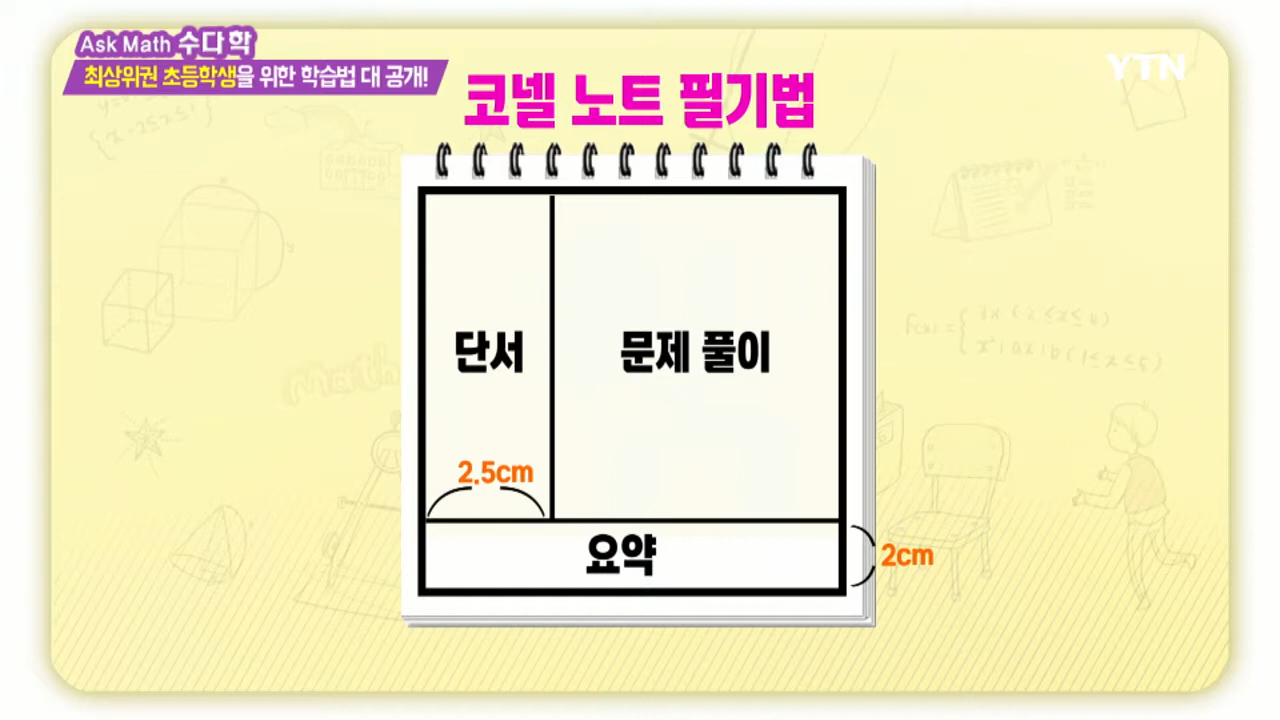 Ask Math 수다학
최상위권 초등학생을 위한 학습법 대 공개!
YTN
코넬 노트 필기법
단서
문제 풀이
2.5cm
요약
2cm